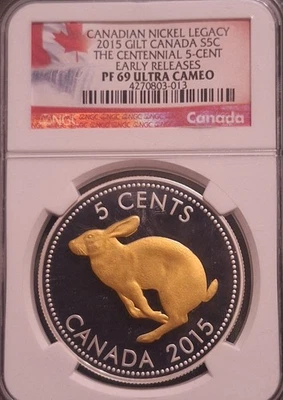 CANADIAN NICKEL LEGACY
2015 GILT CANADA S5C
THE CENTENNIAL 5-CENT
EARLY RELEASES
PF 69 ULTRA CAMEO
4270803-013
NGC
Canada
5 CENTS
CANADA 2015